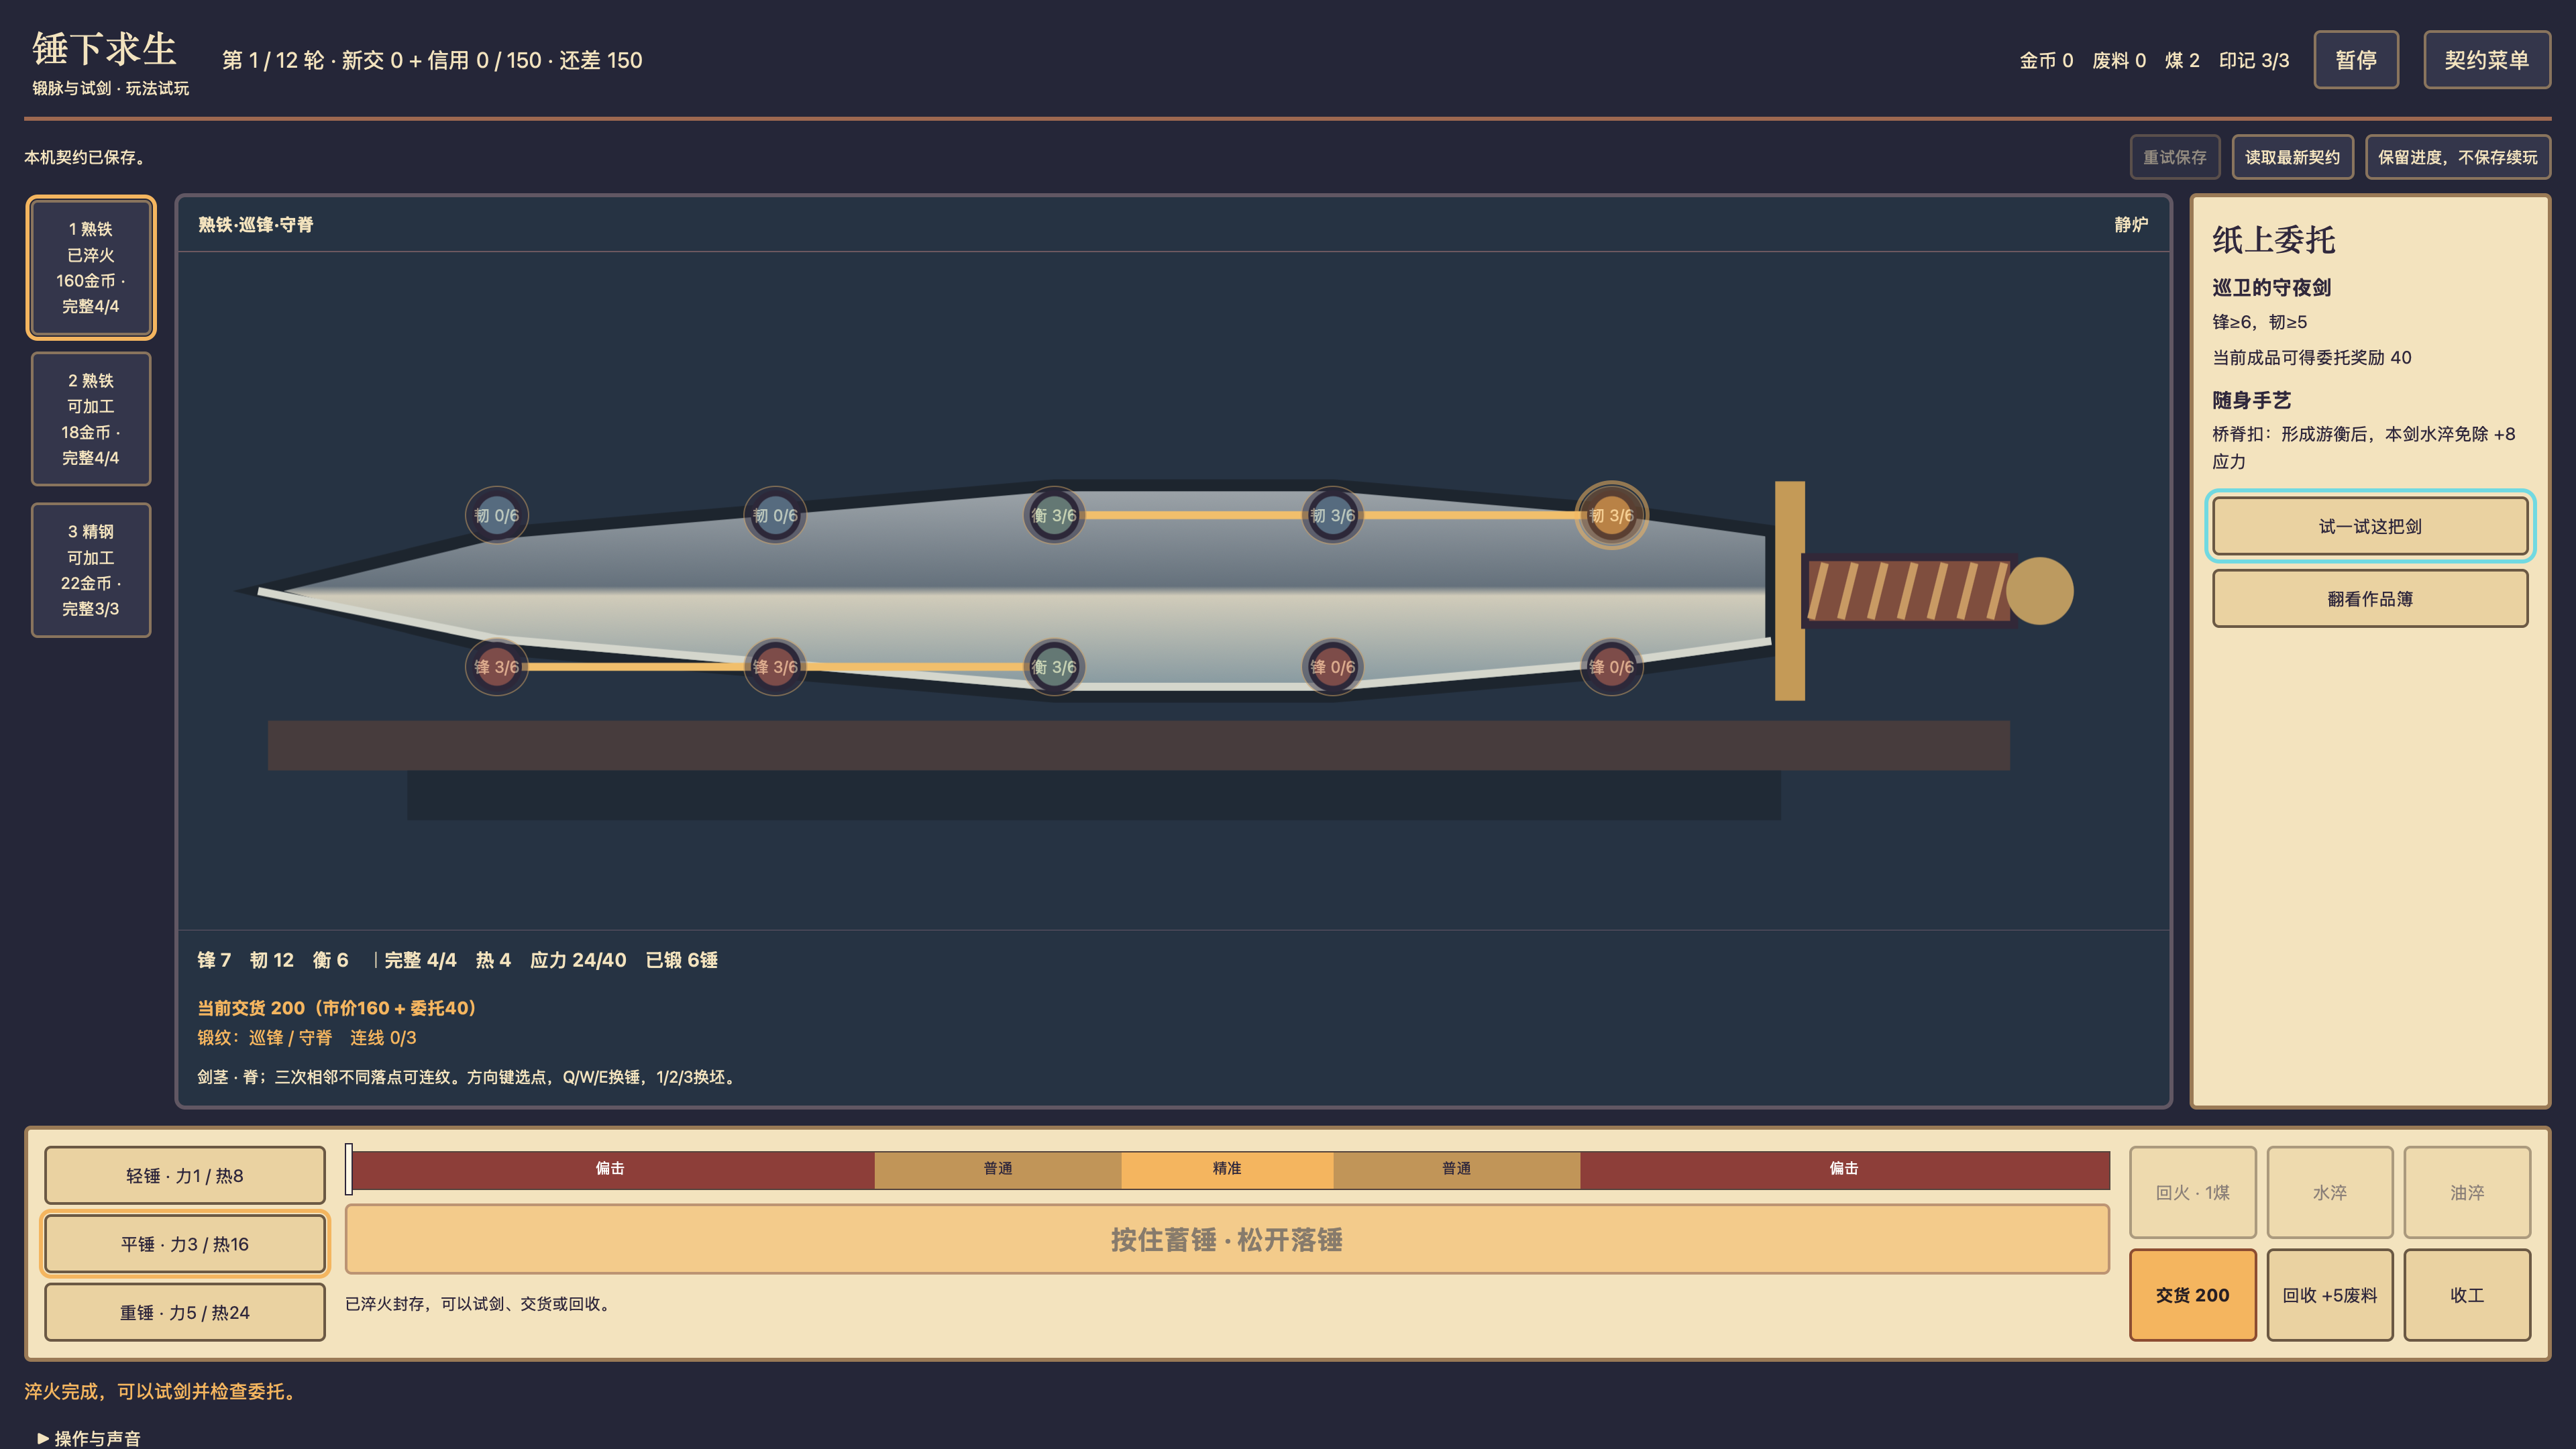 锤下求生
锻脉与试剑 · 玩法试玩
第 1 / 12 轮 · 新交 0 + 信用 0 / 150 · 还差 150
金币 0 废料 0 煤 2 印记 3/3
暂停
契约菜单
本机契约已保存。
重试保存
读取最新契约
保留进度，不保存续玩
1 熟铁
已淬火
160金币 ·
完整4/4
2 熟铁
可加工
18金币 ·
完整4/4
3 精钢
可加工
22金币 ·
完整3/3
熟铁·巡锋·守脊
静炉
韧 0/6
韧 0/6
衡 3/6
韧 3/6
韧 3/6
锋 3/6
锋 3/6
衡 3/6
锋 0/6
锋 0/6
锋 7 韧 12 衡 6 | 完整 4/4 热 4 应力 24/40 已锻 6锤
当前交货 200（市价160 + 委托40）
锻纹：巡锋 / 守脊 连线 0/3
剑茎 · 脊；三次相邻不同落点可连纹。方向键选点，Q/W/E换锤，1/2/3换坯。
纸上委托
巡卫的守夜剑
锋≥6，韧≥5
当前成品可得委托奖励 40
随身手艺
桥脊扣：形成游衡后，本剑水淬免除 +8
应力
试一试这把剑
翻看作品簿
轻锤 · 力1 / 热8
平锤 · 力3 / 热16
重锤 · 力5 / 热24
偏击
普通
精准
普通
偏击
按住蓄锤 · 松开落锤
已淬火封存，可以试剑、交货或回收。
回火 · 1煤
水淬
油淬
交货 200
回收 +5废料
收工
淬火完成，可以试剑并检查委托。
▶ 操作与声音